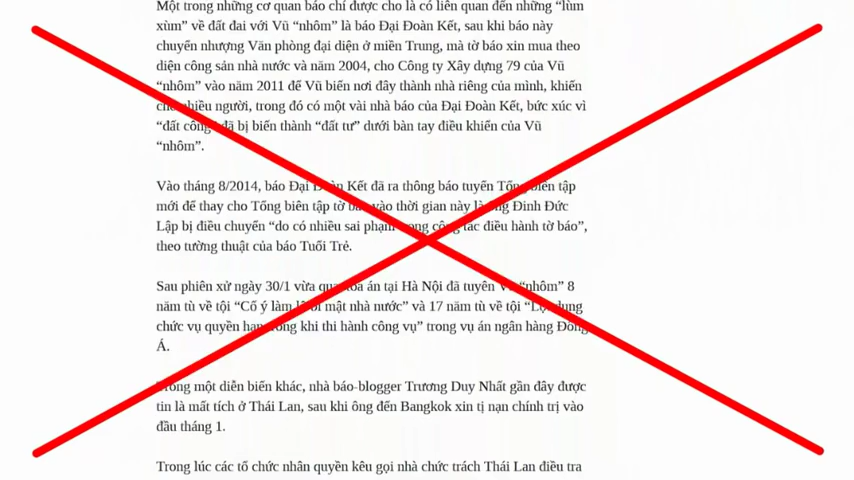 Một trong những cơ quan báo chí được cho là có liên quan đến những “lùm
xùm” về đất đai với Vũ “nhôm” là báo Đại Đoàn Kết, sau khi báo này
chuyển nhượng Văn phòng đại diện ở miền Trung, mà tờ báo xin mua theo
diện công sản nhà nước và năm 2004, cho Công ty Xây dựng 79 của Vũ
“nhôm” vào năm 2011 để Vũ biến nơi đây thành nhà riêng của mình, khiến
cho nhiều người, trong đó có một vài nhà báo của Đại Đoàn Kết, bức xúc vì
“đất công” đã bị biến thành “đất tư” dưới bàn tay điều khiển của Vũ
“nhôm”.
Vào tháng 8/2014, báo Đại Đoàn Kết đã ra thông báo tuyển Tổng biên tập
mới để thay cho Tổng biên tập tờ báo vào thời gian này là ông Đinh Đức
Lập bị điều chuyển “do có nhiều sai phạm trong công tác điều hành tờ báo”,
theo tường thuật của báo Tuổi Trẻ.
Sau phiên xử ngày 30/1 vừa qua, tòa án tại Hà Nội đã tuyên Vũ “nhôm” 8
năm tù về tội “Cố ý làm lộ bí mật nhà nước” và 17 năm tù về tội “Lợi dụng
chức vụ quyền hạn trong khi thi hành công vụ” trong vụ án ngân hàng Đông
Á.
Trong một diễn biến khác, nhà báo-blogger Trương Duy Nhất gần đây được
tin là mất tích ở Thái Lan, sau khi ông đến Bangkok xin tị nạn chính trị vào
đầu tháng 1.
Trong lúc các tổ chức nhân quyền kêu gọi nhà chức trách Thái Lan điều tra